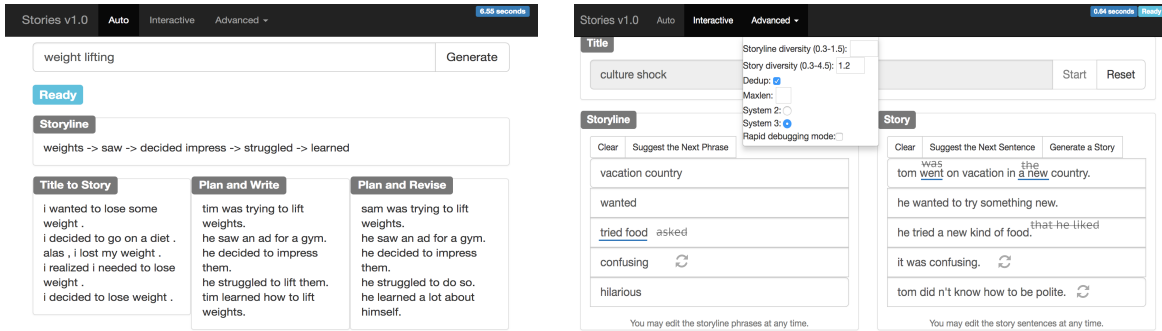 Stories v1.0 Auto Interactive Advanced
6.55 seconds
weight lifting Generate
Ready
Storyline
weights -> saw -> decided impress -> struggled -> learned
Title to Story
i wanted to lose some
weight .
i decided to go on a diet .
alas , i lost my weight .
i realized i needed to lose
weight .
i decided to lose weight .
Plan and Write
tim was trying to lift
weights.
he saw an ad for a gym.
he decided to impress
them.
he struggled to lift them.
tim learned how to lift
weights.
Plan and Revise
sam was trying to lift
weights.
he saw an ad for a gym.
he decided to impress
them.
he struggled to do so.
he learned a lot about
himself.
Stories v1.0 Auto Interactive Advanced
0.64 seconds Ready
Title
culture shock Start Reset
Storyline diversity (0.3-1.5):
Story diversity (0.3-4.5): 1.2
Dedup:
Maxlen:
System 2:
System 3:
Rapid debugging mode:
Storyline
Clear Suggest the Next Phrase
vacation country
wanted
tried food asked
confusing
hilarious
You may edit the storyline phrases at any time.
Story
Clear Suggest the Next Sentence Generate a Story
was the
tom went on vacation in a new country.
he wanted to try something new.
he tried a new kind of food. that he liked
it was confusing.
tom did n't know how to be polite.
You may edit the story sentences at any time.